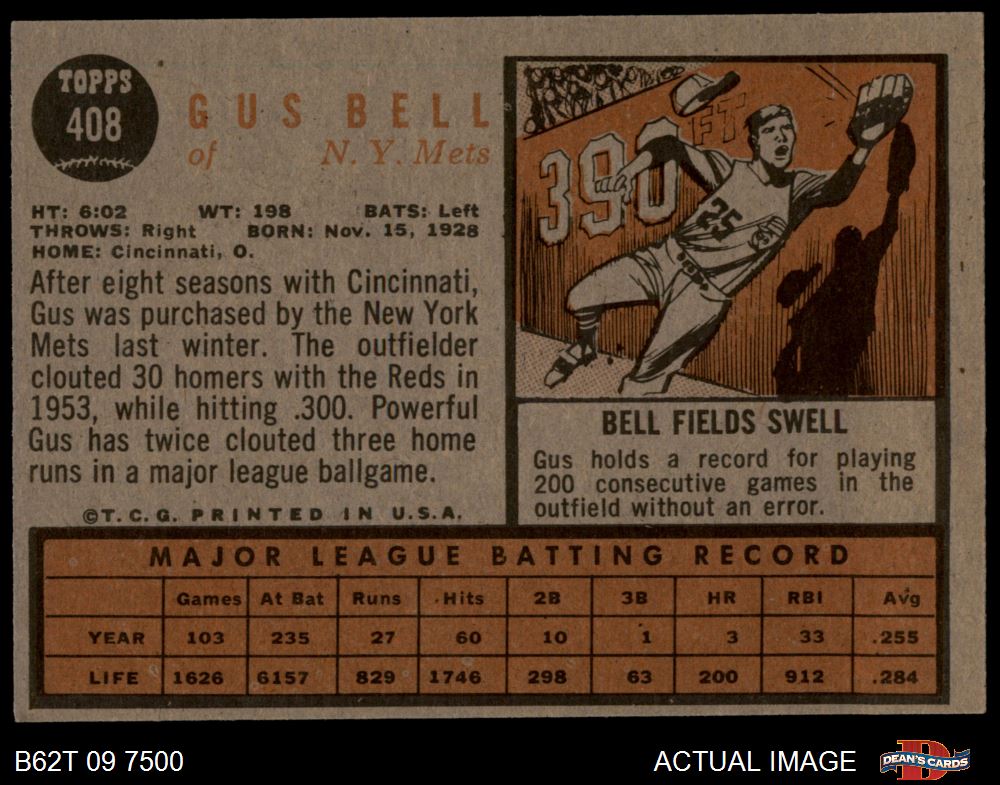 TOPPS
408
GUS BELL
of N. Y. Mets
HT: 6:02 WT: 198 BATS: Left
THROWS: Right BORN: Nov. 15, 1928
HOME: Cincinnati, O.
After eight seasons with Cincinnati,
Gus was purchased by the New York
Mets last winter. The outfielder
clouted 30 homers with the Reds in
1953, while hitting .300. Powerful
Gus has twice clouted three home
runs in a major league ballgame.
©T. C. G. PRINTED IN U.S.A.
390 FT
25
BELL FIELDS SWELL
Gus holds a record for playing
200 consecutive games in the
outfield without an error.
MAJOR LEAGUE BATTING RECORD
Games At Bat Runs Hits 2B 3B HR RBI Avg
YEAR 103 235 27 60 10 1 3 33 .255
LIFE 1626 6157 829 1746 298 63 200 912 .284
B62T 09 7500 ACTUAL IMAGE
D
DEAN'S CARDS